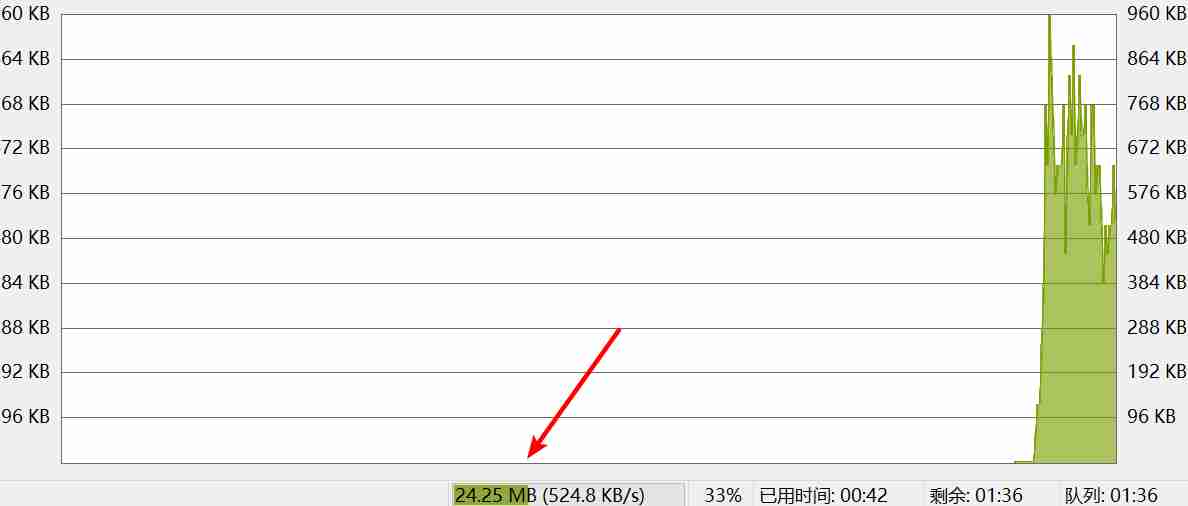 60 KB 960 KB
64 KB 864 KB
68 KB 768 KB
72 KB 672 KB
76 KB 576 KB
80 KB 480 KB
84 KB 384 KB
88 KB 288 KB
92 KB 192 KB
96 KB 96 KB
24.25 MB (524.8 KB/s) 33% 已用时间: 00:42 剩余: 01:36 队列: 01:36